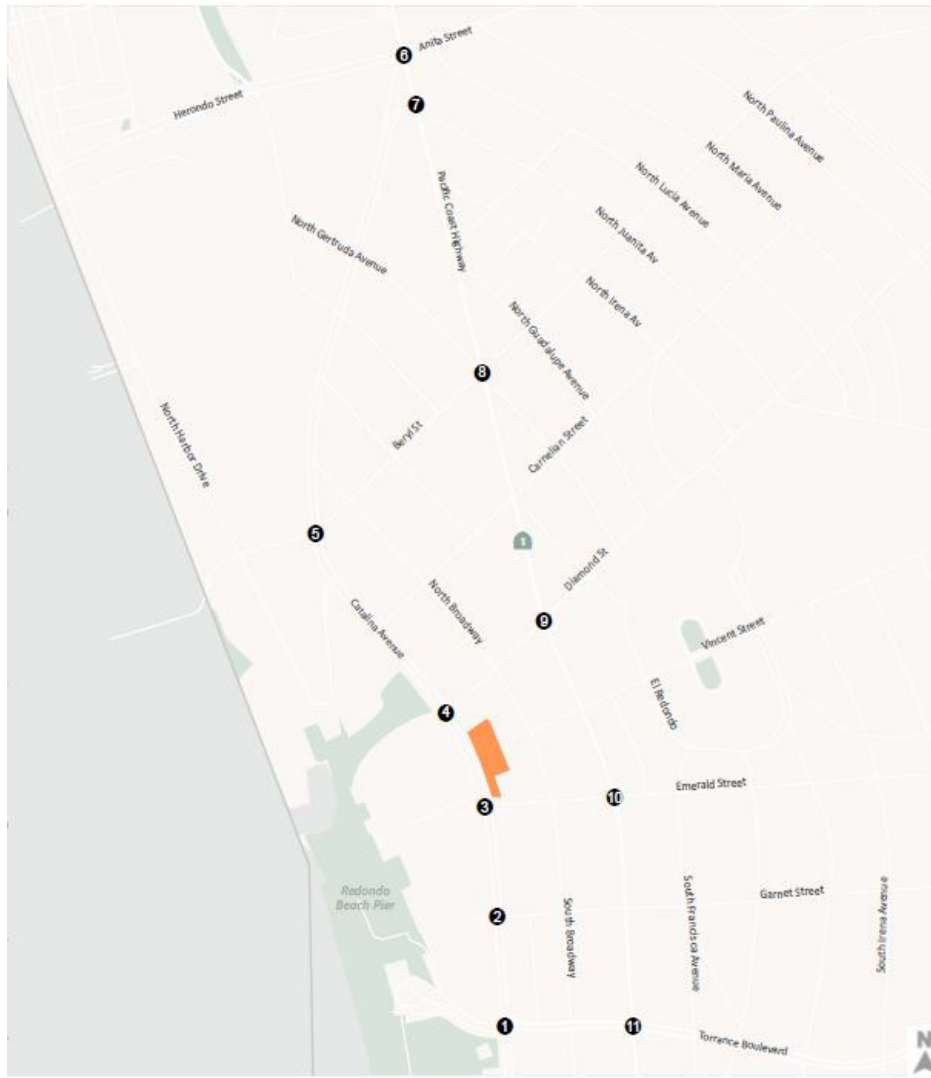 6
Anita Street
Herondo Street
7
North Paulina Avenue
North Maria Avenue
North Lucia Avenue
Pacific Coast Highway
North Gertruda Avenue
North Juanita Av
North Irena Av
North Guadalupe Avenue
8
Beryl St
Carnelian Street
North Harbor Drive
5
1
Diamond St
Catalina Avenue
North Broadway
9
Vincent Street
El Redondo
4
3
10
Emerald Street
Redondo
Beach Pier
2
South Broadway
South Francisca Avenue
Garnet Street
South Irena Avenue
1
11
Torrance Boulevard
N